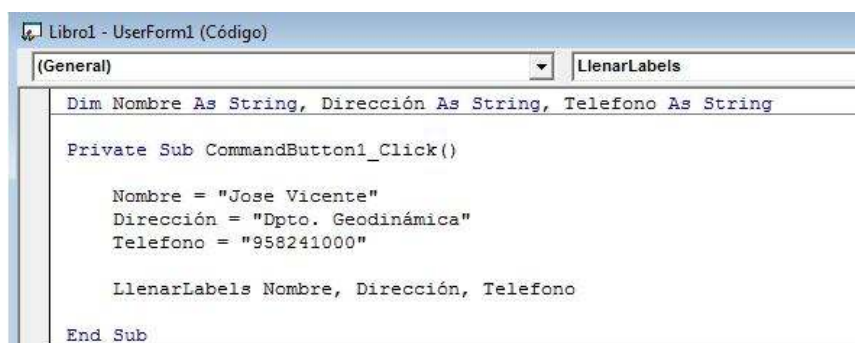 Libro1 - UserForm1 (Código)
(General) LlenarLabels
Dim Nombre As String, Dirección As String, Telefono As String
Private Sub CommandButton1_Click()
Nombre = "Jose Vicente"
Dirección = "Dpto. Geodinámica"
Telefono = "958241000"
LlenarLabels Nombre, Dirección, Telefono
End Sub